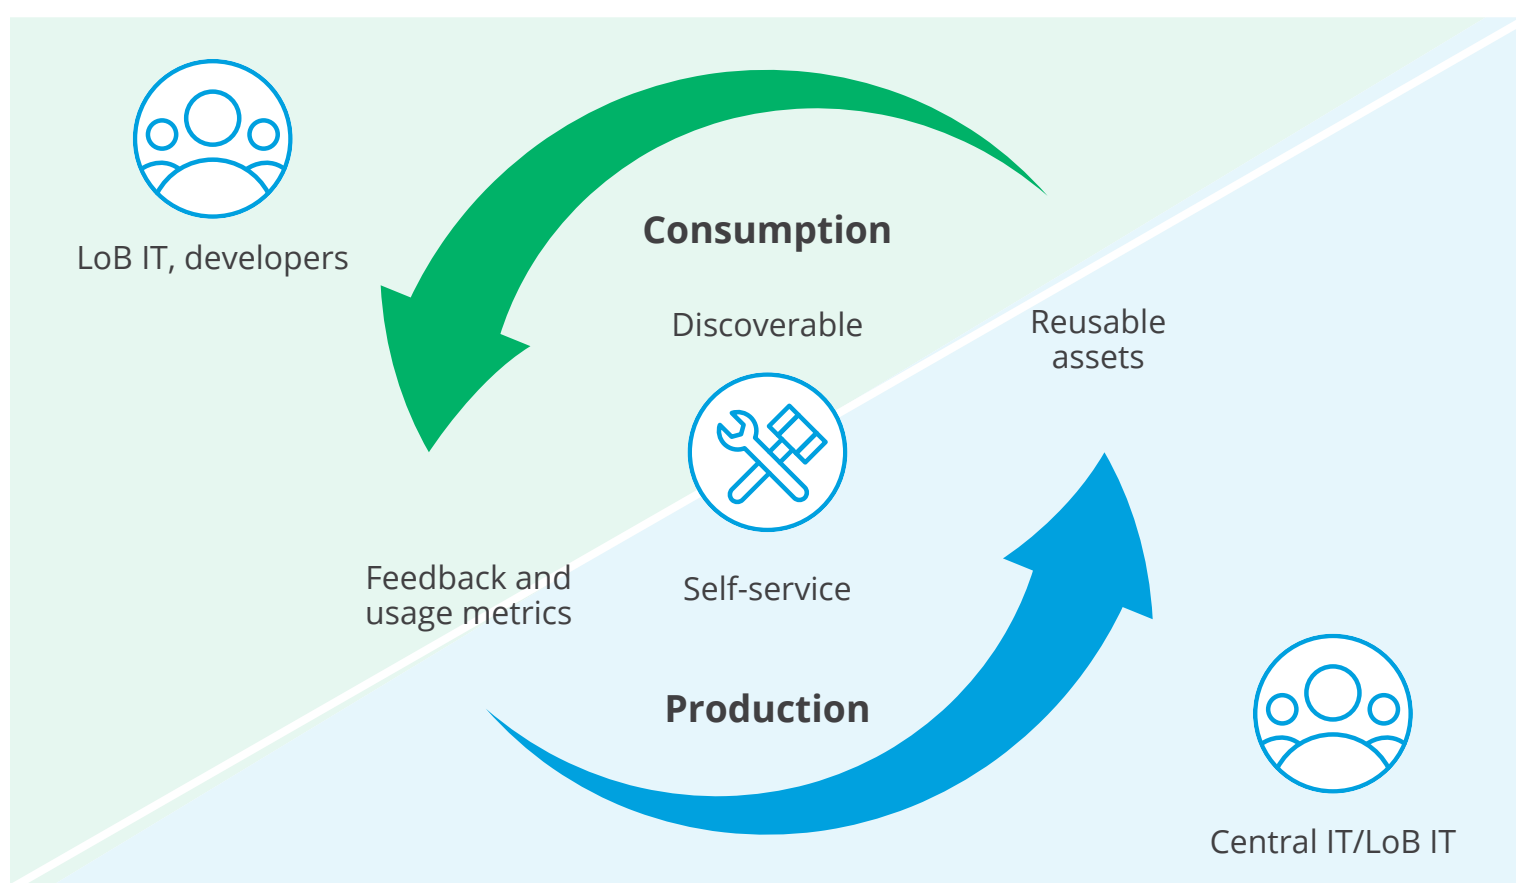 Consumption
LoB IT, developers
Discoverable
Reusable
assets
Feedback and
usage metrics
Self-service
Production
Central IT/LoB IT